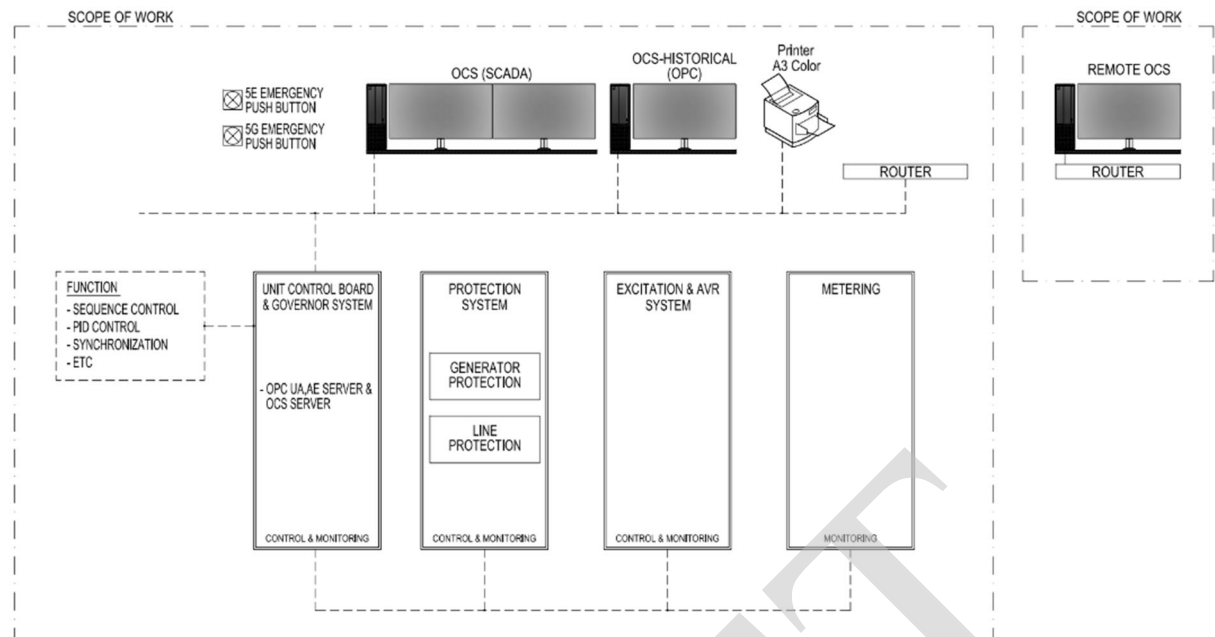 SCOPE OF WORK
SCOPE OF WORK
5E EMERGENCY
PUSH BUTTON
5G EMERGENCY
PUSH BUTTON
OCS (SCADA)
OCS-HISTORICAL
(OPC)
Printer
A3 Color
ROUTER
REMOTE OCS
ROUTER
FUNCTION
- SEQUENCE CONTROL
- PID CONTROL
- SYNCHRONIZATION
- ETC
UNIT CONTROL BOARD
& GOVERNOR SYSTEM
- OPC UA,AE SERVER &
OCS SERVER
CONTROL & MONITORING
PROTECTION
SYSTEM
GENERATOR
PROTECTION
LINE
PROTECTION
CONTROL & MONITORING
EXCITATION & AVR
SYSTEM
CONTROL & MONITORING
METERING
MONITORING